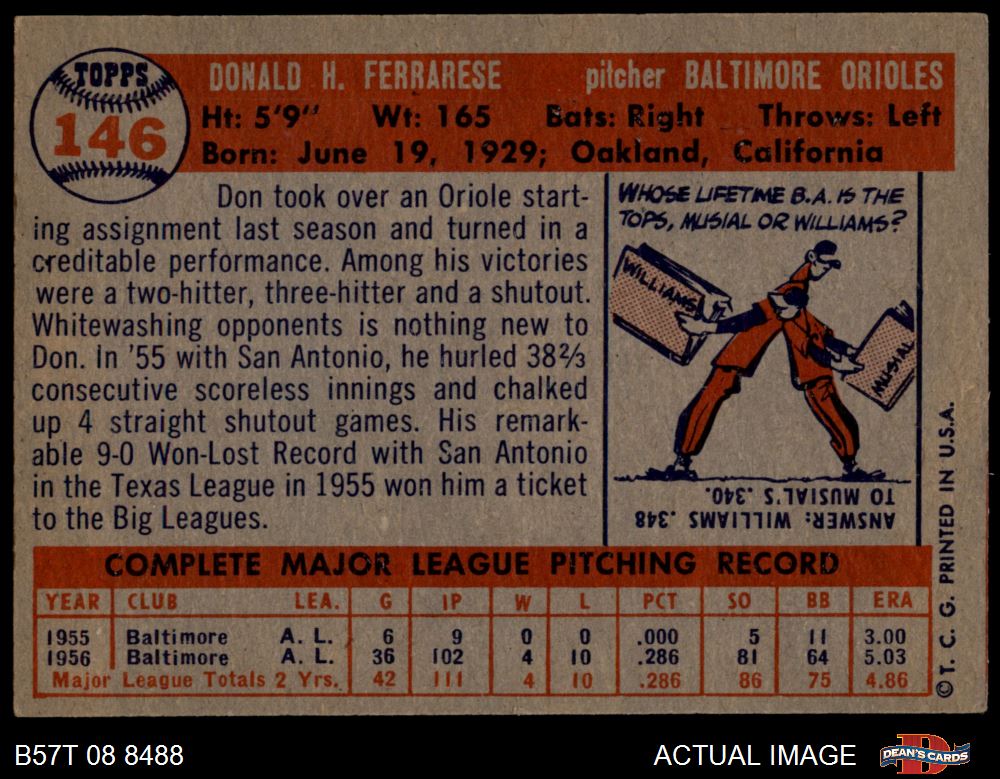 TOPPS
146
DONALD H. FERRARESE pitcher BALTIMORE ORIOLES
Ht: 5'9" Wt: 165 Bats: Right Throws: Left
Born: June 19, 1929; Oakland, California
Don took over an Oriole start-
ing assignment last season and turned in a
creditable performance. Among his victories
were a two-hitter, three-hitter and a shutout.
Whitewashing opponents is nothing new to
Don. In '55 with San Antonio, he hurled 38⅔
consecutive scoreless innings and chalked
up 4 straight shutout games. His remark-
able 9-0 Won-Lost Record with San Antonio
in the Texas League in 1955 won him a ticket
to the Big Leagues.
WHOSE LIFETIME B.A. IS THE
TOPS, MUSIAL OR WILLIAMS?
WILLIAMS
MUSIAL
ANSWER: WILLIAMS .348
TO MUSIAL'S .340.
COMPLETE MAJOR LEAGUE PITCHING RECORD
YEAR CLUB LEA. G IP W L PCT SO BB ERA
1955 Baltimore A. L. 6 9 0 0 .000 5 11 3.00
1956 Baltimore A. L. 36 102 4 10 .286 81 64 5.03
Major League Totals 2 Yrs. 42 111 4 10 .286 86 75 4.86
© T. C. G. PRINTED IN U.S.A.
B57T 08 8488
ACTUAL IMAGE
DEAN'S CARDS